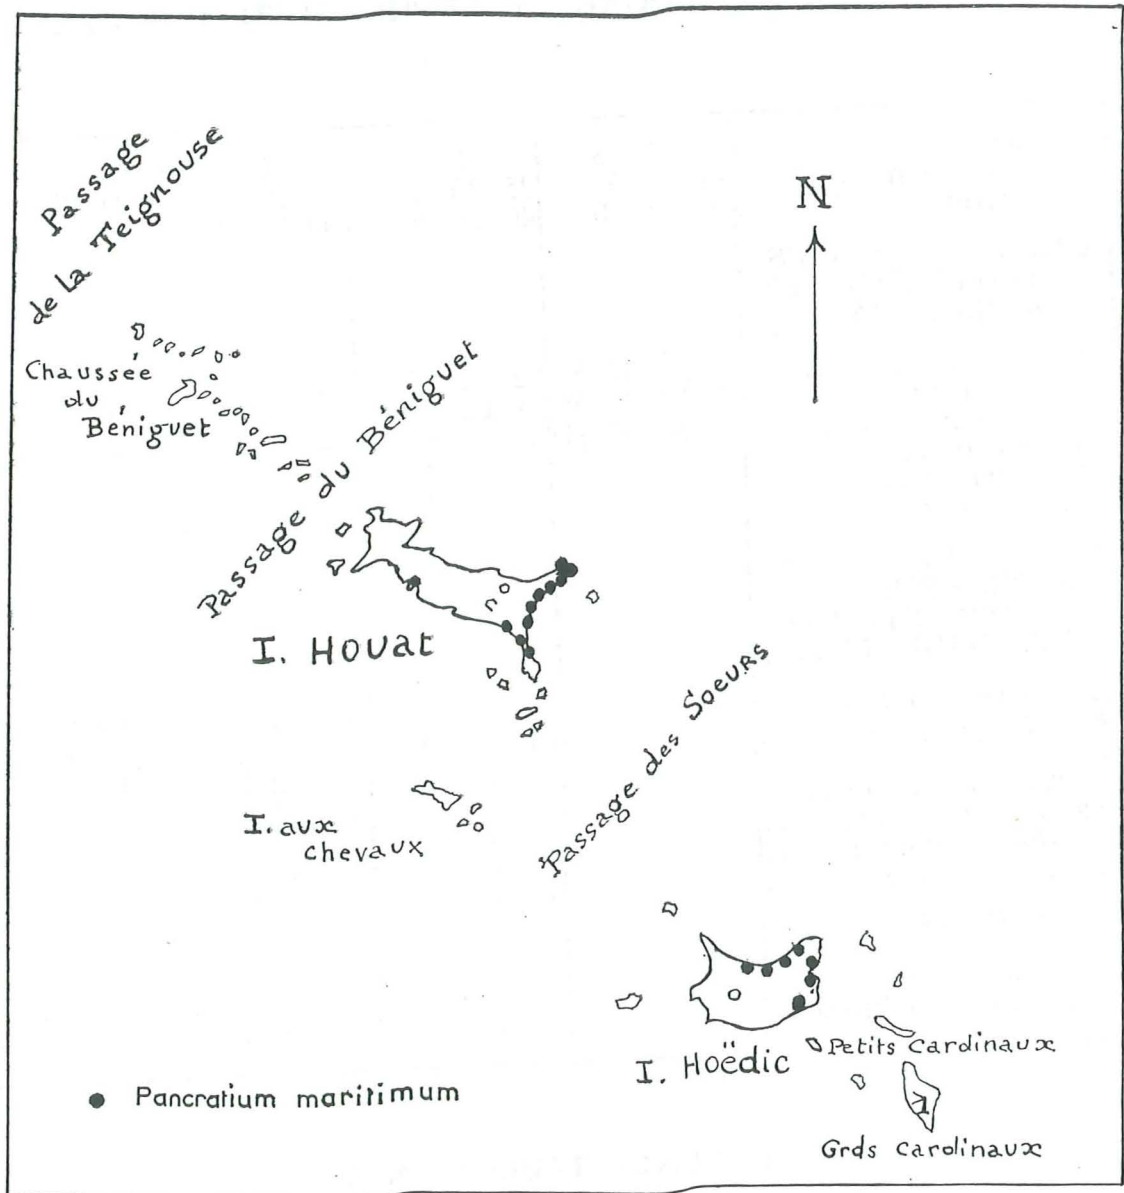 Passage
de la Teignouse
N
Chaussée
du
Béniguet
Passage du Béniguet
I. Houat
Passage des Soeurs
I. aux
chevaux
I. Hoëdic
Petits Cardinaux
Grds Cardinaux
Pancratium maritimum